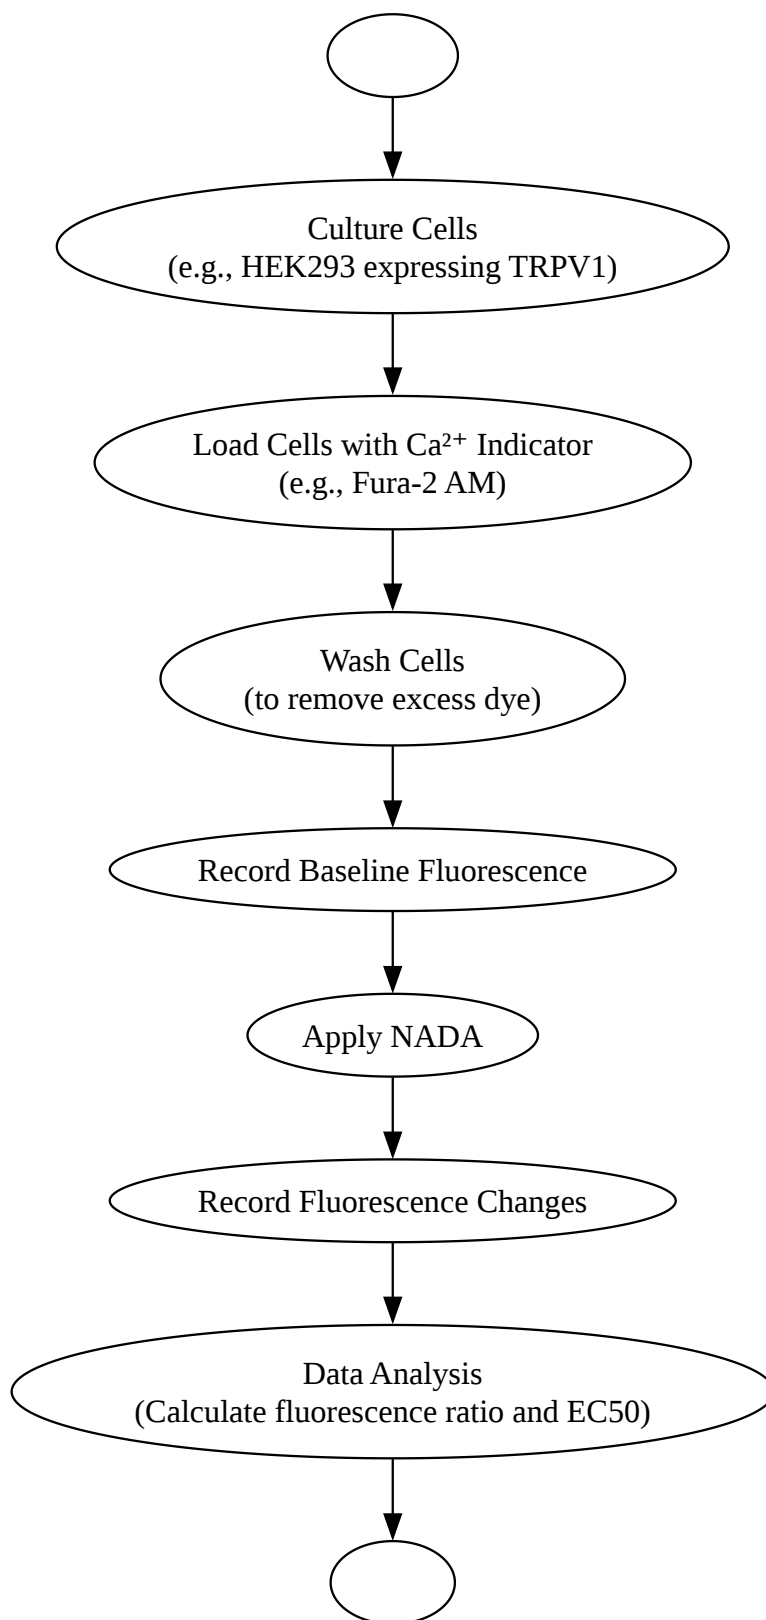 Culture Cells
(e.g., HEK293 expressing TRPV1)
Load Cells with Ca²⁺ Indicator
(e.g., Fura-2 AM)
Wash Cells
(to remove excess dye)
Record Baseline Fluorescence
Apply NADA
Record Fluorescence Changes
Data Analysis
(Calculate fluorescence ratio and EC50)